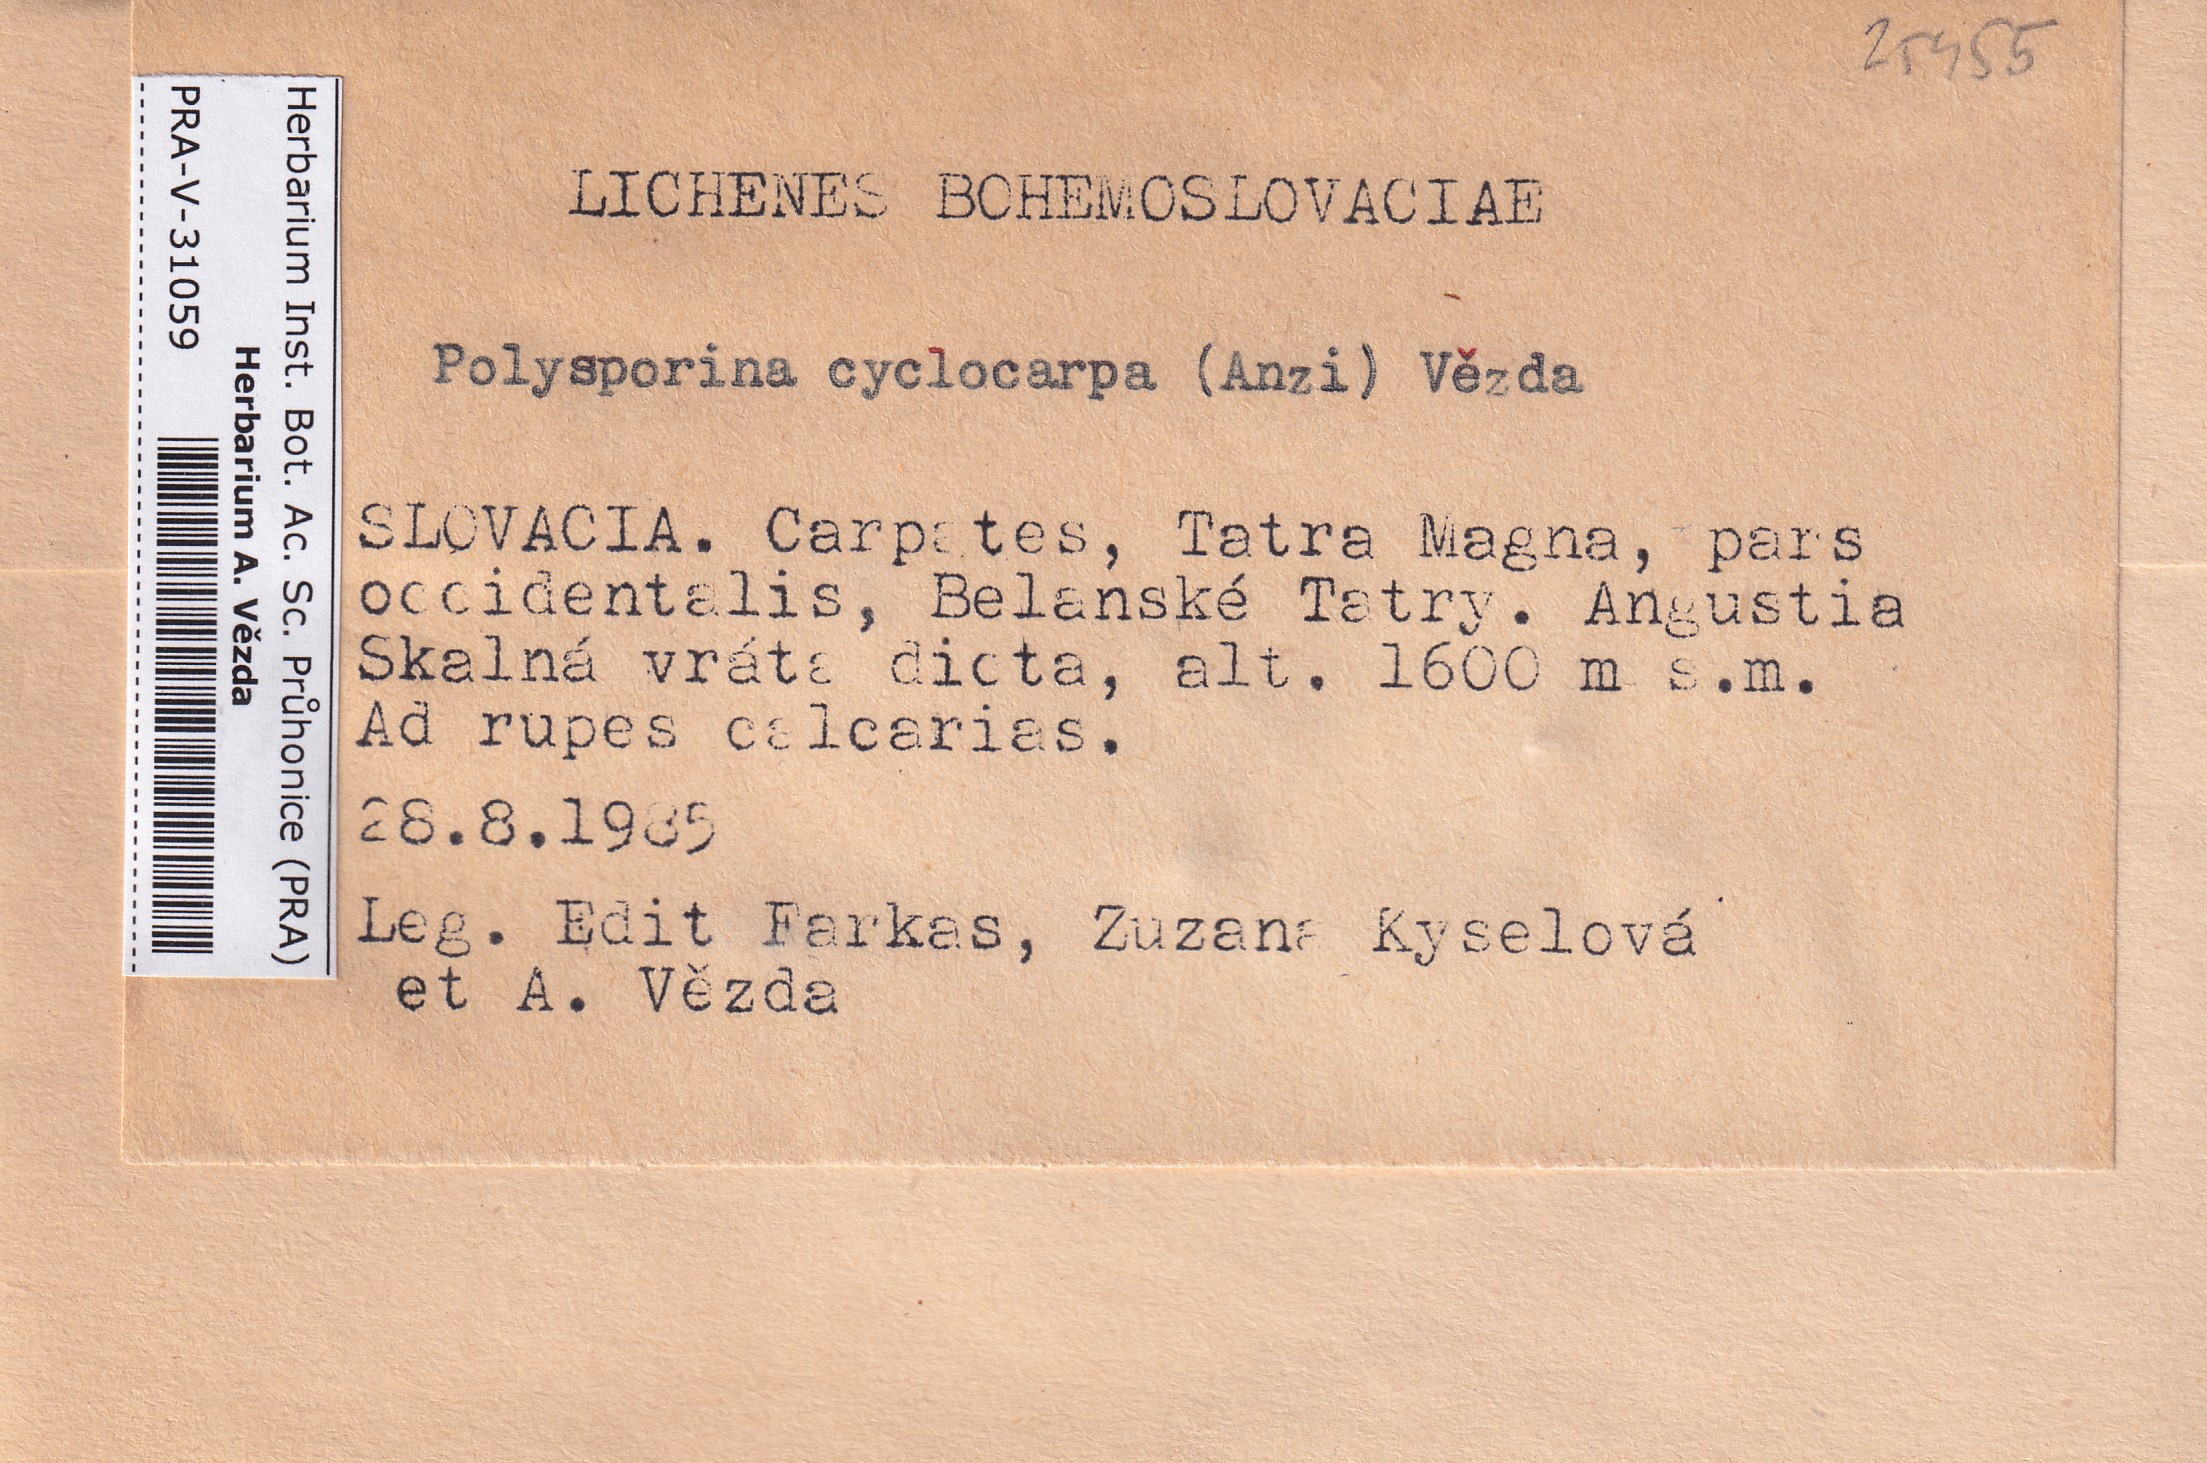 25455
Herbarium Inst. Bot. Ac. Sc. Průhonice (PRA)
Herbarium A. Vězda
PRA-V-31059
LICHENES BOHEMOSLOVACIAE
Polysporina cyclocarpa (Anzi) Vězda
SLOVACIA. Carpates, Tatra Magna, pars
occidentalis, Belanské Tatry. Angustia
Skalná vráta dicta, alt. 1600 m s.m.
Ad rupes calcarias.
28.8.1985
Leg. Edit Farkas, Zuzana Kyselová
et A. Vězda